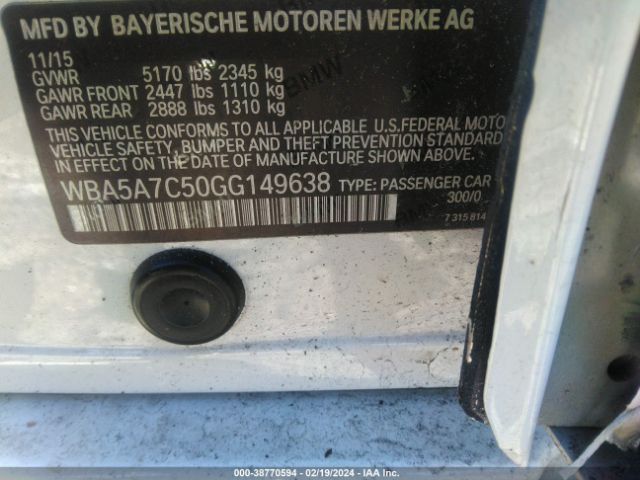 MFD BY BAYERISCHE MOTOREN WERKE AG
11/15
GVWR 5170 lbs 2345 kg
GAWR FRONT 2447 lbs 1110 kg
GAWR REAR 2888 lbs 1310 kg
THIS VEHICLE CONFORMS TO ALL APPLICABLE U.S.FEDERAL MOTO
VEHICLE SAFETY, BUMPER AND THEFT PREVENTION STANDARD
IN EFFECT ON THE DATE OF MANUFACTURE SHOWN ABOVE
WBA5A7C50GG149638 TYPE: PASSENGER CAR
300/0
7 315 814
BMW
000-38770594 - 02/19/2024 - IAA Inc.